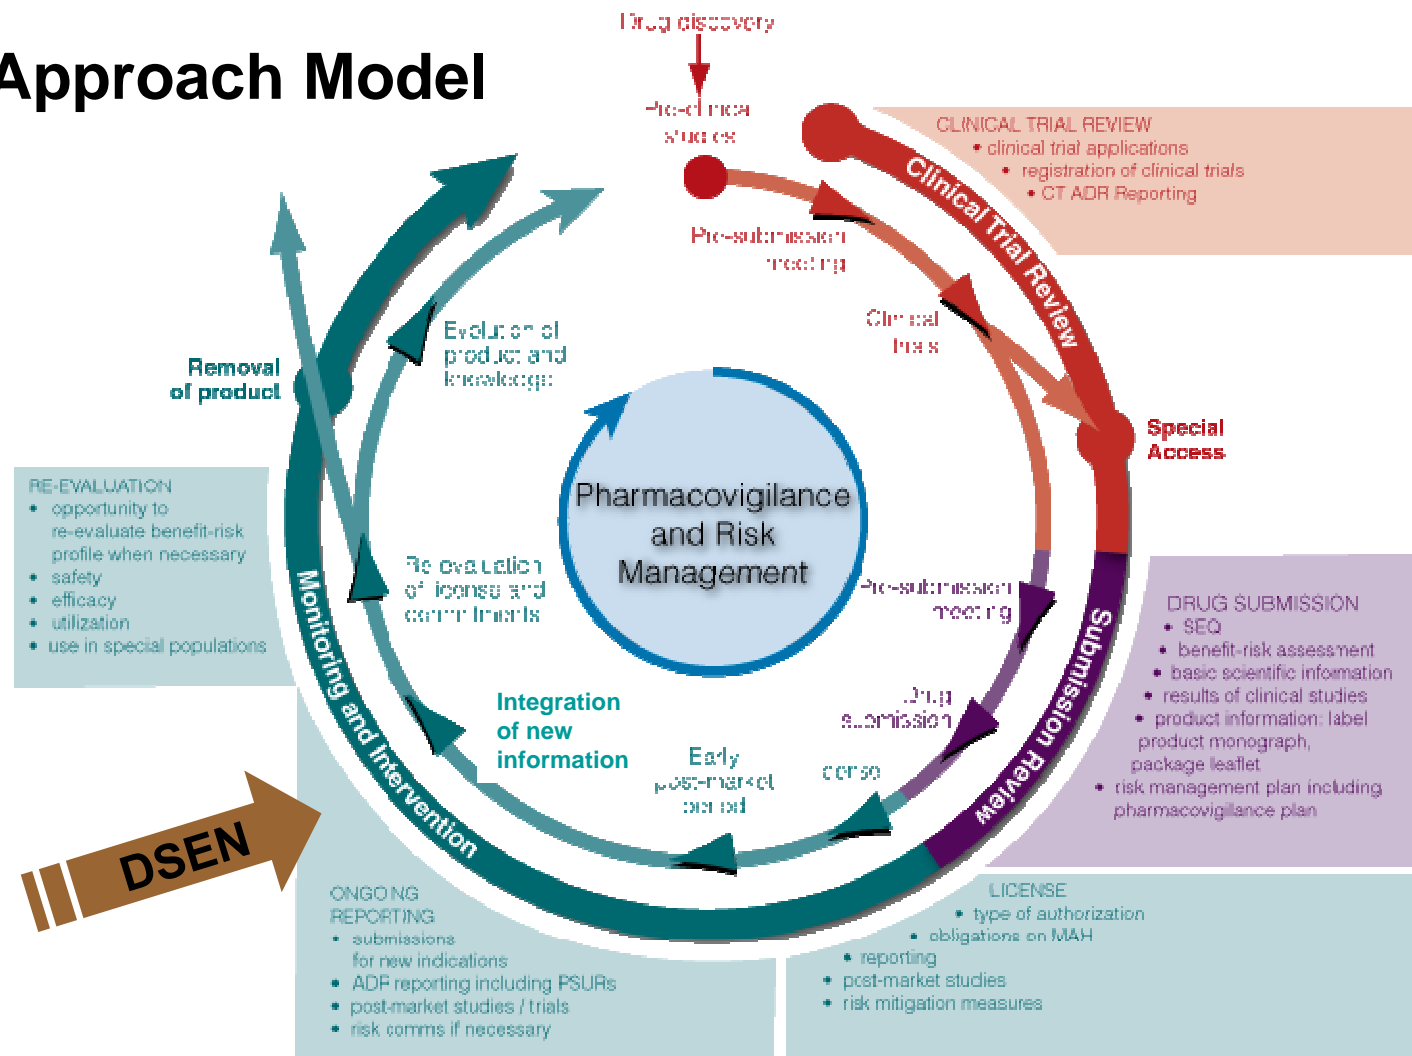 Approach Model
Drug discovery
Pre-clinical
studies
CLINICAL TRIAL REVIEW
• clinical trial applications
• registration of clinical trials
• CT ADR Reporting
Clinical Trial Review
Pre-submission
meeting
Clinical
trials
Special
Access
Evolution of
product and
knowledge
Removal
of product
Pharmacovigilance
and Risk
Management
RE-EVALUATION
• opportunity to
re-evaluate benefit-risk
profile when necessary
• safety
• efficacy
• utilization
• use in special populations
Re-evaluation
of license and
commitments
Pre-submission
meeting
DRUG SUBMISSION
• SEQ
• benefit-risk assessment
• basic scientific information
• results of clinical studies
• product information: label
product monograph,
package leaflet
• risk management plan including
pharmacovigilance plan
Submission Review
Monitoring and Intervention
Integration
of new
information
Drug
submission
Early
post-market
period
cense
DSEN
ONGOING
REPORTING
• submissions
for new indications
• ADR reporting including PSURs
• post-market studies / trials
• risk comms if necessary
LICENSE
• type of authorization
• obligations on MAH
• reporting
• post-market studies
• risk mitigation measures